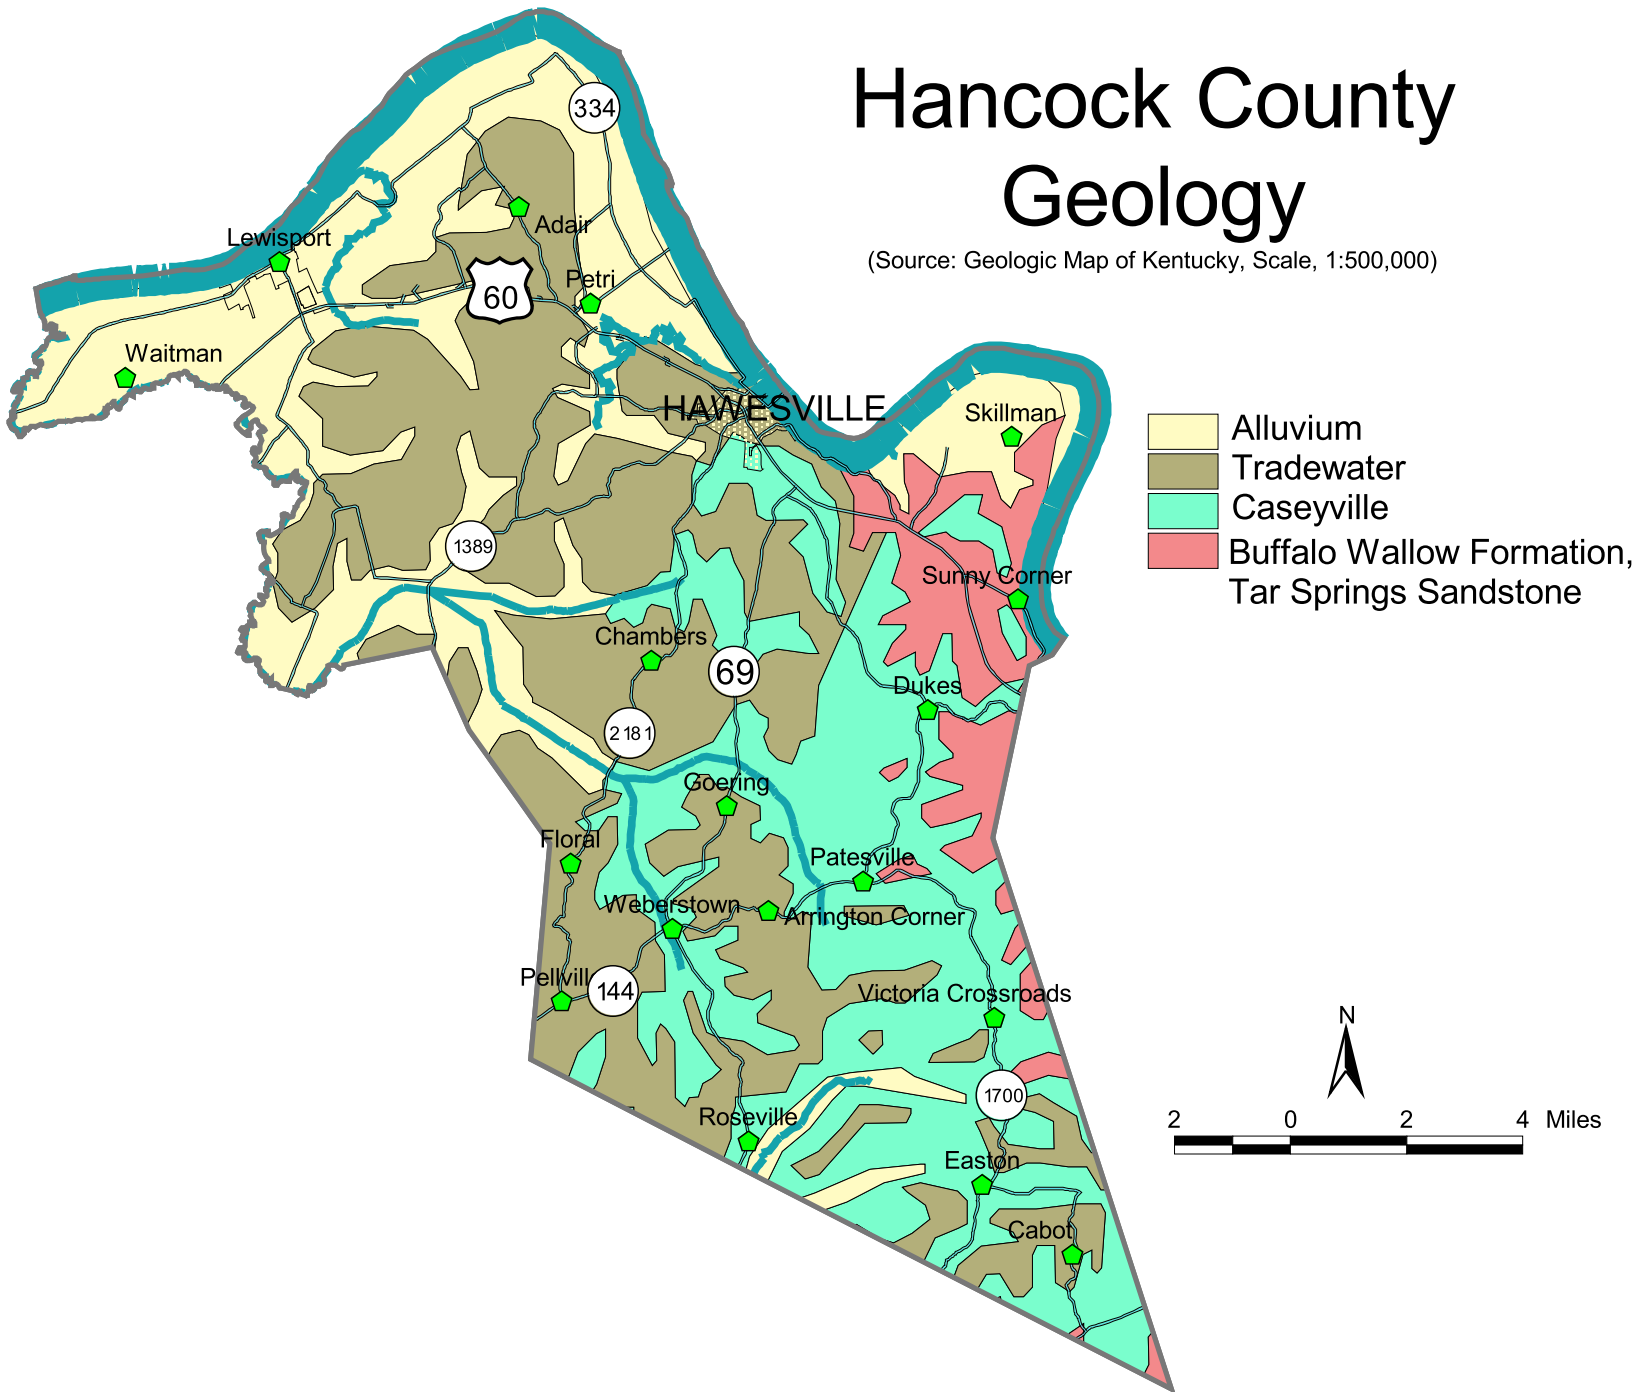 Hancock County
Geology
(Source: Geologic Map of Kentucky, Scale, 1:500,000)
334
Adair
Lewisport
Petri
60
Waitman
HAWESVILLE
Skillman
Alluvium
Tradewater
Caseyville
Buffalo Wallow Formation,
Tar Springs Sandstone
1389
Sunny Corner
Chambers
69
Dukes
2181
Goering
Floral
Patesville
Weberstown
Arrington Corner
Pellvill
144
Victoria Crossroads
N
1700
Roseville
2 0 2 4 Miles
Easton
Cabot